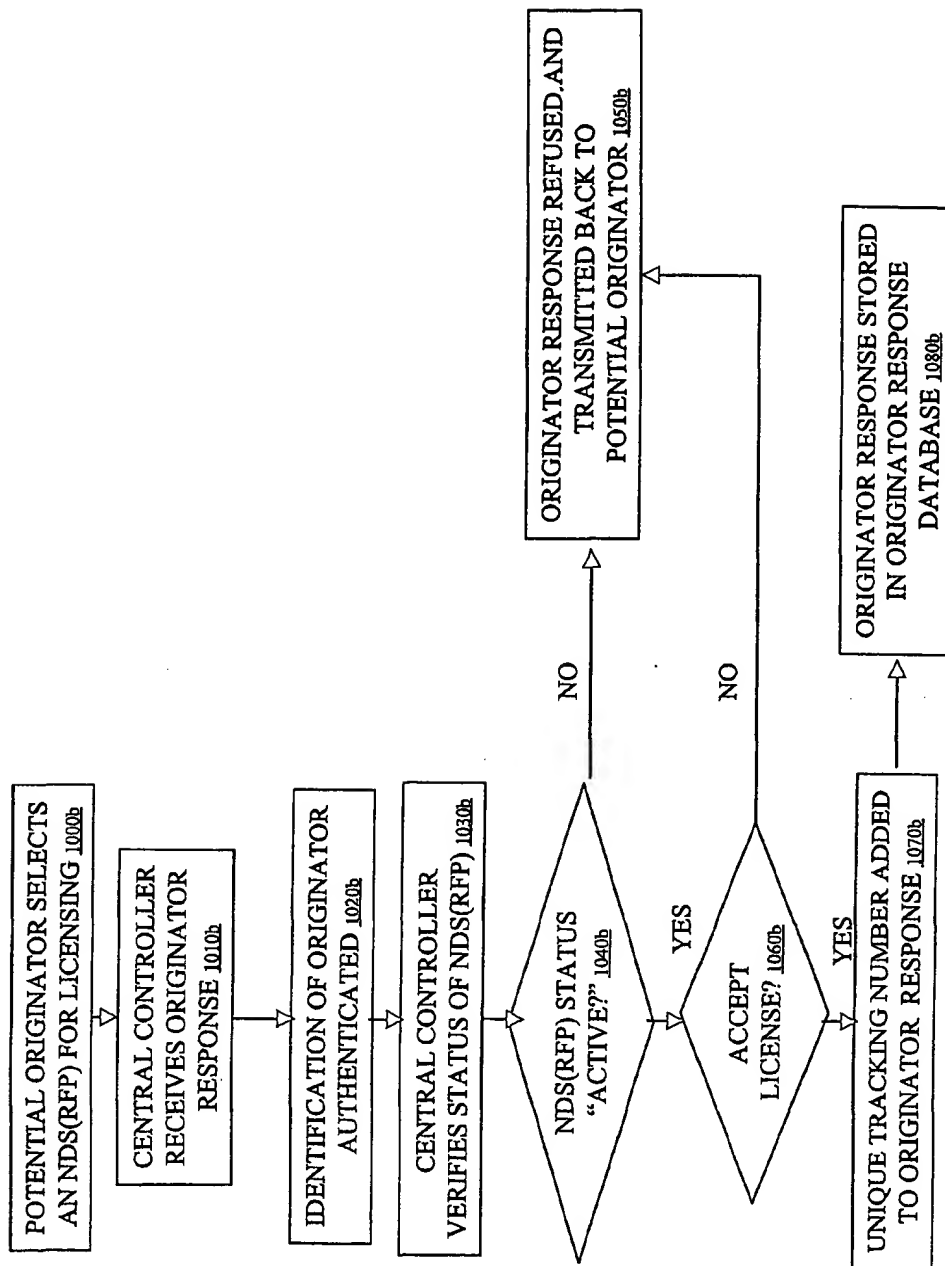 POTENTIAL ORIGINATOR SELECTS
AN NDS(RFP) FOR LICENSING 1000b
CENTRAL CONTROLLER
RECEIVES ORIGINATOR
RESPONSE 1010b
IDENTIFICATION OF ORIGINATOR
AUTHENTICATED 1020b
CENTRAL CONTROLLER
VERIFIES STATUS OF NDS(RFP) 1030b
NDS(RFP) STATUS
“ACTIVE?” 1040b
NO
ORIGINATOR RESPONSE REFUSED, AND
TRANSMITTED BACK TO
POTENTIAL ORIGINATOR 1050b
YES
ACCEPT
LICENSE? 1060b
NO
YES
UNIQUE TRACKING NUMBER ADDED
TO ORIGINATOR RESPONSE 1070b
ORIGINATOR RESPONSE STORED
IN ORIGINATOR RESPONSE
DATABASE 1080b